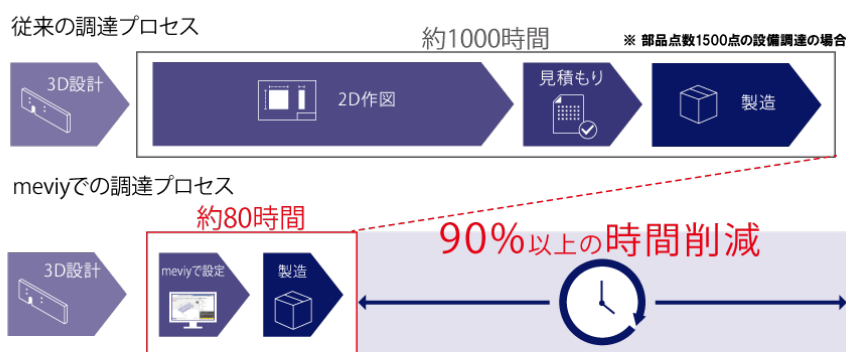 従来の調達プロセス
約1000時間
※ 部品点数1500点の設備調達の場合
3D設計
2D作図
見積もり
製造
meviyでの調達プロセス
約80時間
90%以上の時間削減
3D設計
meviyで設定
製造